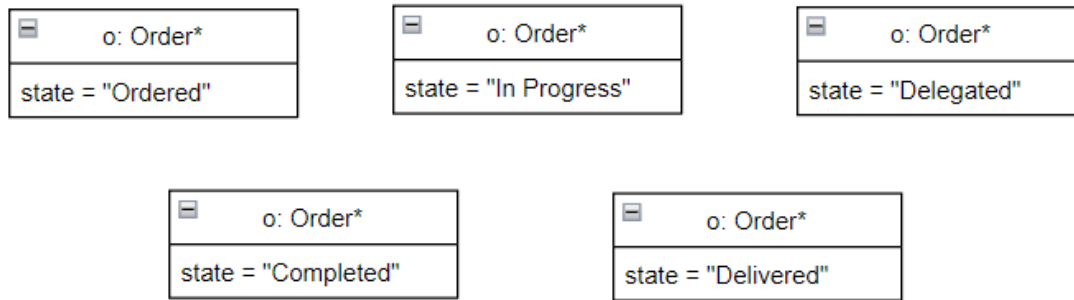 o: Order*
state = "Ordered"
o: Order*
state = "In Progress"
o: Order*
state = "Delegated"
o: Order*
state = "Completed"
o: Order*
state = "Delivered"